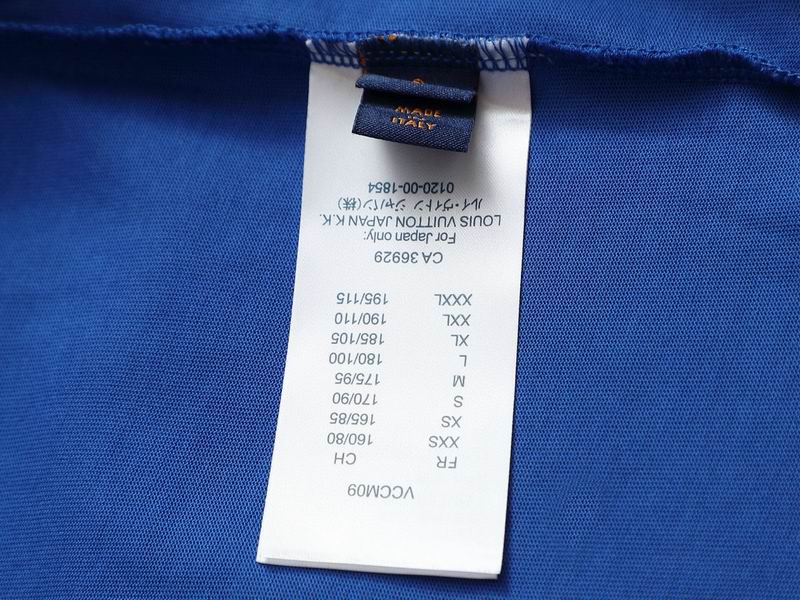 VCCM09
FR CH
XXS 160/80
XS 165/85
S 170/90
M 175/95
L 180/100
XL 185/105
XXL 190/110
XXXL 195/115
CA 36929
For Japan only:
LOUIS VUITTON JAPAN K.K.
ルイ・ヴィトン ジャパン(株)
0120-00-1854
MADE
IN
ITALY